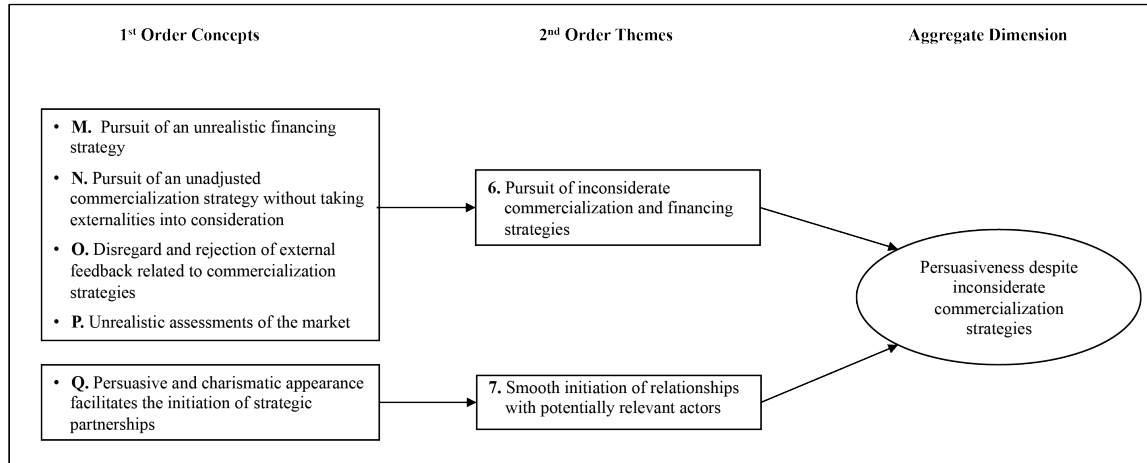 1st Order Concepts
2nd Order Themes
Aggregate Dimension
• M. Pursuit of an unrealistic financing
strategy
• N. Pursuit of an unadjusted
commercialization strategy without taking
externalities into consideration
• O. Disregard and rejection of external
feedback related to commercialization
strategies
• P. Unrealistic assessments of the market
6. Pursuit of inconsiderate
commercialization and financing
strategies
Persuasiveness despite
inconsiderate
commercialization
strategies
• Q. Persuasive and charismatic appearance
facilitates the initiation of strategic
partnerships
7. Smooth initiation of relationships
with potentially relevant actors